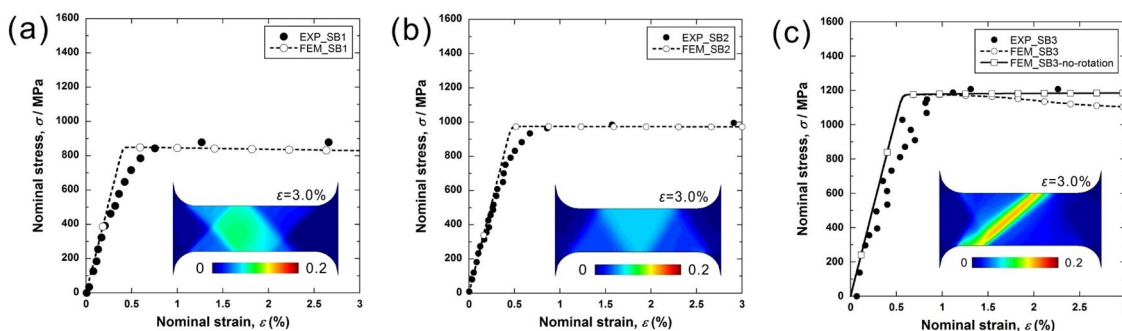 (a)
1600
1400
1200
1000
800
600
400
200
0
Nominal stress, σ / MPa
EXP_SB1
FEM_SB1
ε=3.0%
0 0.2
0 0.5 1 1.5 2 2.5 3
Nominal strain, ε (%)
(b)
1600
1400
1200
1000
800
600
400
200
0
Nominal stress, σ / MPa
EXP_SB2
FEM_SB2
ε=3.0%
0 0.2
0 0.5 1 1.5 2 2.5 3
Nominal strain, ε (%)
(c)
1600
1400
1200
1000
800
600
400
200
0
Nominal stress, σ / MPa
EXP_SB3
FEM_SB3
FEM_SB3-no-rotation
ε=3.0%
0 0.2
0 0.5 1 1.5 2 2.5 3
Nominal strain, ε (%)